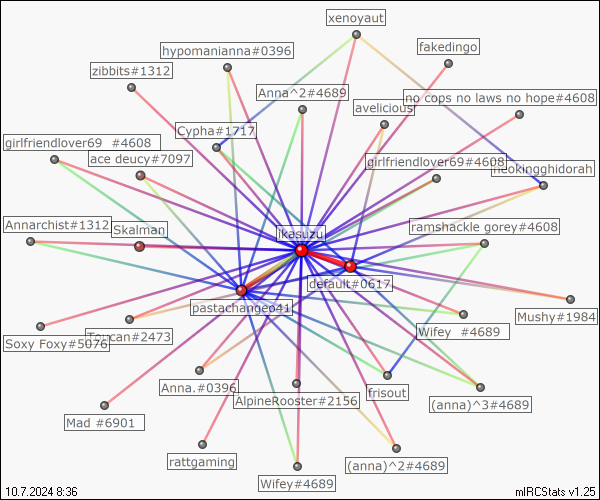 xenoyaut
fakedingo
hypomanianna#0396
zibbits#1312
Anna^2#4689
no cops no laws no hope#4608
avelicious
Cypha#1717
girlfriendlover69 #4608
ace deucy#7097
girlfriendlover69#4608
neokingghidorah
Annarchist#1312
Skalman
ikasuzu
ramshackle gorey#4608
default#0617
pastachangeo41
Mushy#1984
Toucan#2473
Wifey #4689
Soxy Foxy#5076
Anna.#0396
frisout
AlpineRooster#2156
(anna)^3#4689
Mad #6901
rattgaming
(anna)^2#4689
Wifey#4689
10.7.2024 8:36
mIRCStats v1.25